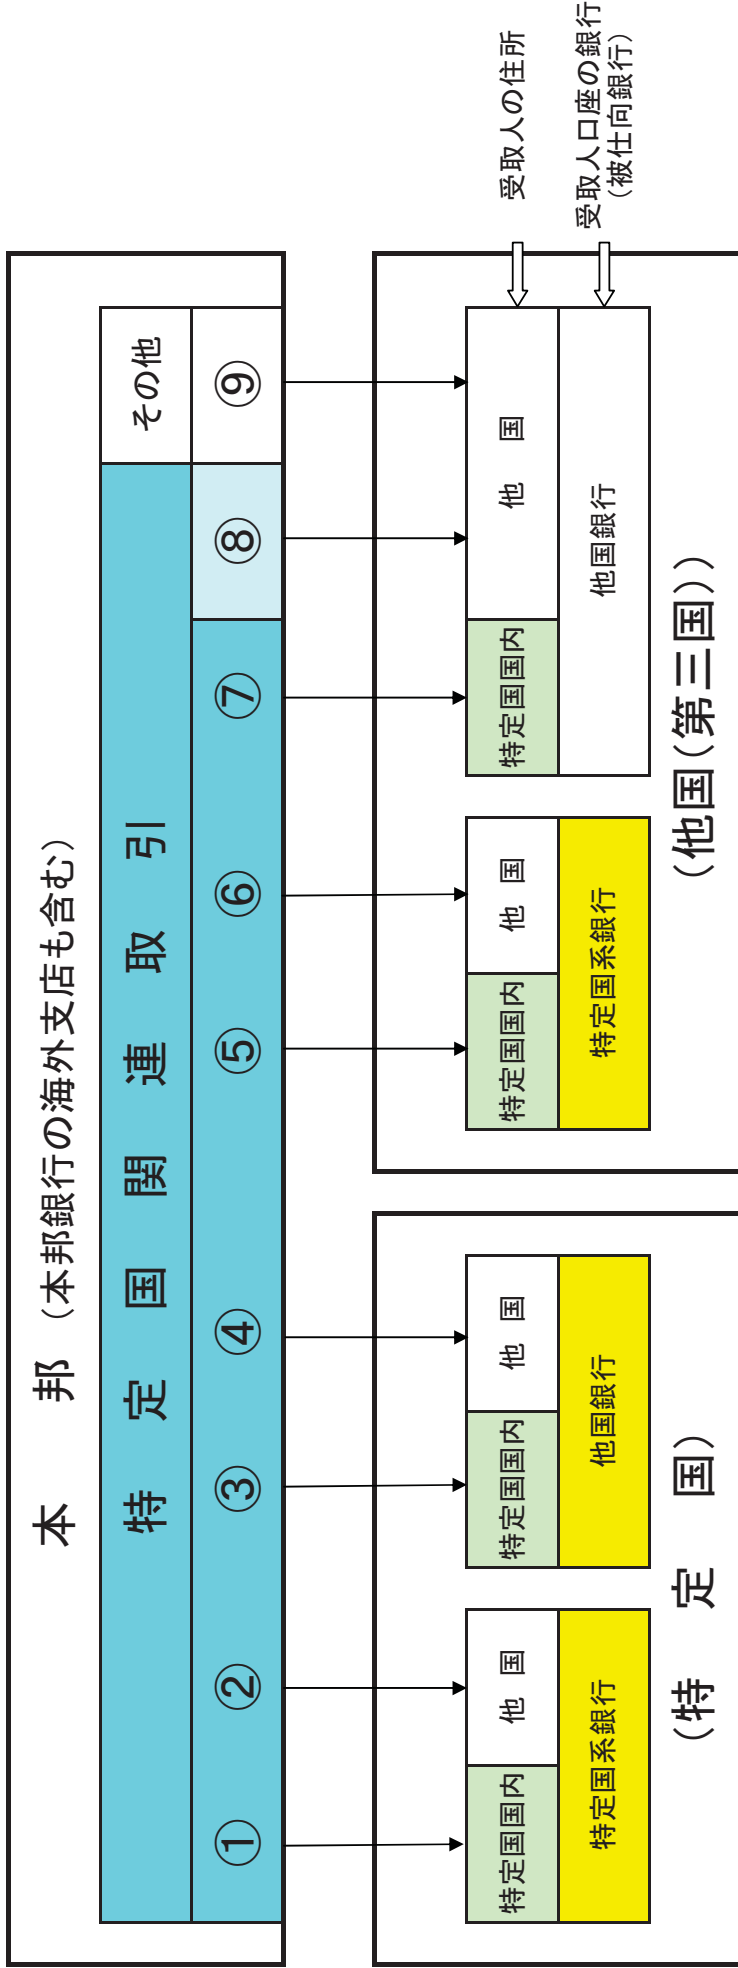 本　邦（本邦銀行の海外支店も含む）
特　定　国　関　連　取　引
その他
① ② ③ ④ ⑤ ⑥ ⑦ ⑧ ⑨
受取人の住所
特定国国内
他　国
特定国国内
他　国
特定国国内
他　国
特定国国内
他　国
受取人口座の銀行
（被仕向銀行）
特定国系銀行
他国銀行
特定国系銀行
他国銀行
（特　定　国）
（他国（第三国））